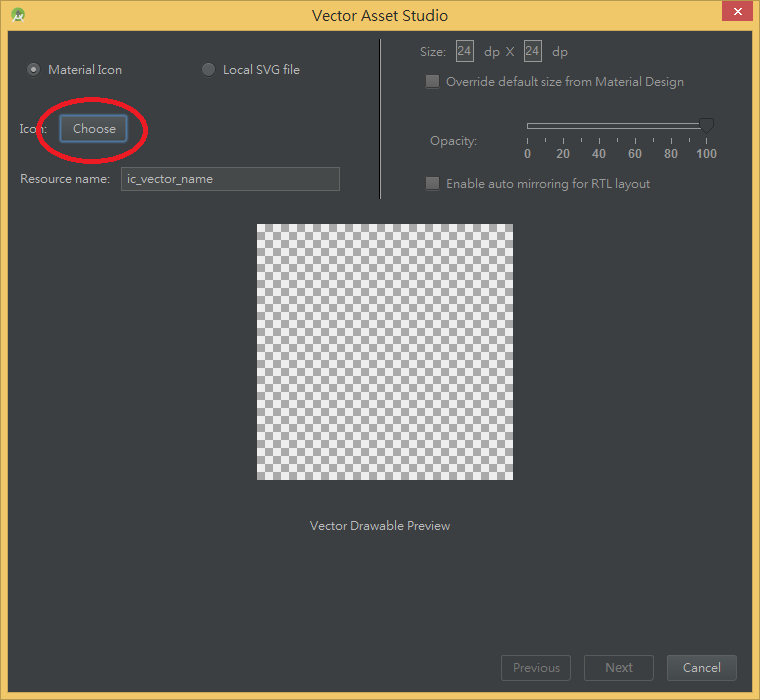 Vector Asset Studio
Material Icon
Local SVG file
Icon:
Choose
Resource name:
ic_vector_name
Size: 24 dp X 24 dp
Override default size from Material Design
Opacity:
0 20 40 60 80 100
Enable auto mirroring for RTL layout
Vector Drawable Preview
Previous
Next
Cancel